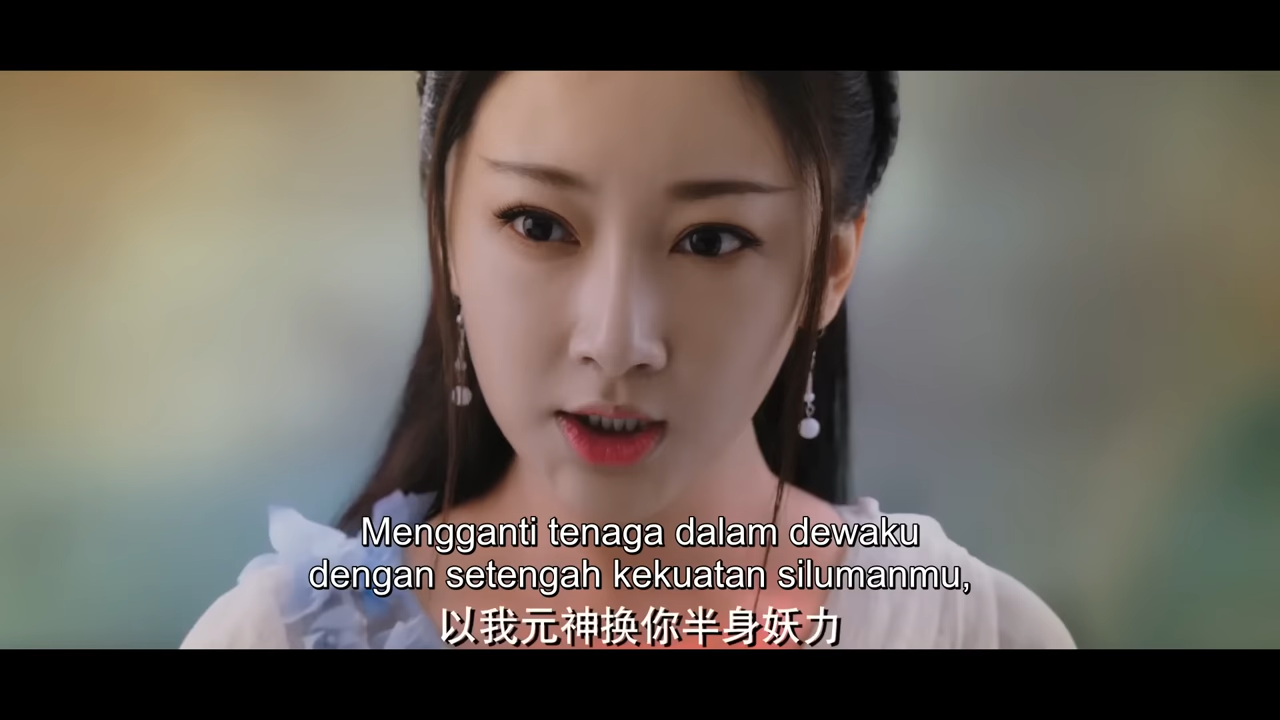 Mengganti tenaga dalam dewaku
dengan setengah kekuatan silumanmu,
以我元神换你半身妖力